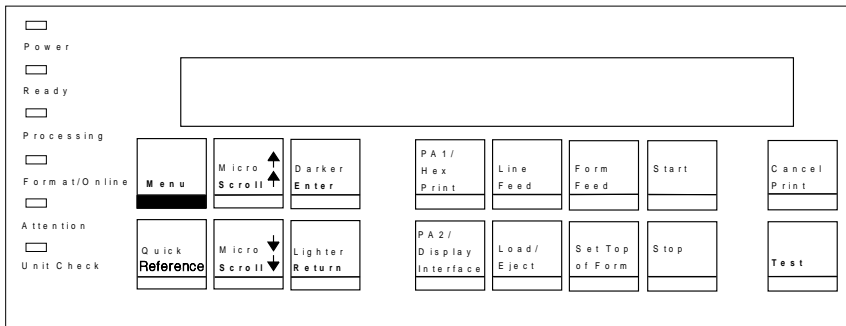 Power
Ready
Processing
Format/Online
Attention
Unit Check
Menu
Micro
Scroll
Darker
Enter
PA1/
Hex
Print
Line
Feed
Form
Feed
Start
Cancel
Print
Quick
Reference
Micro
Scroll
Lighter
Return
PA2/
Display
Interface
Load/
Eject
Set Top
of Form
Stop
Test